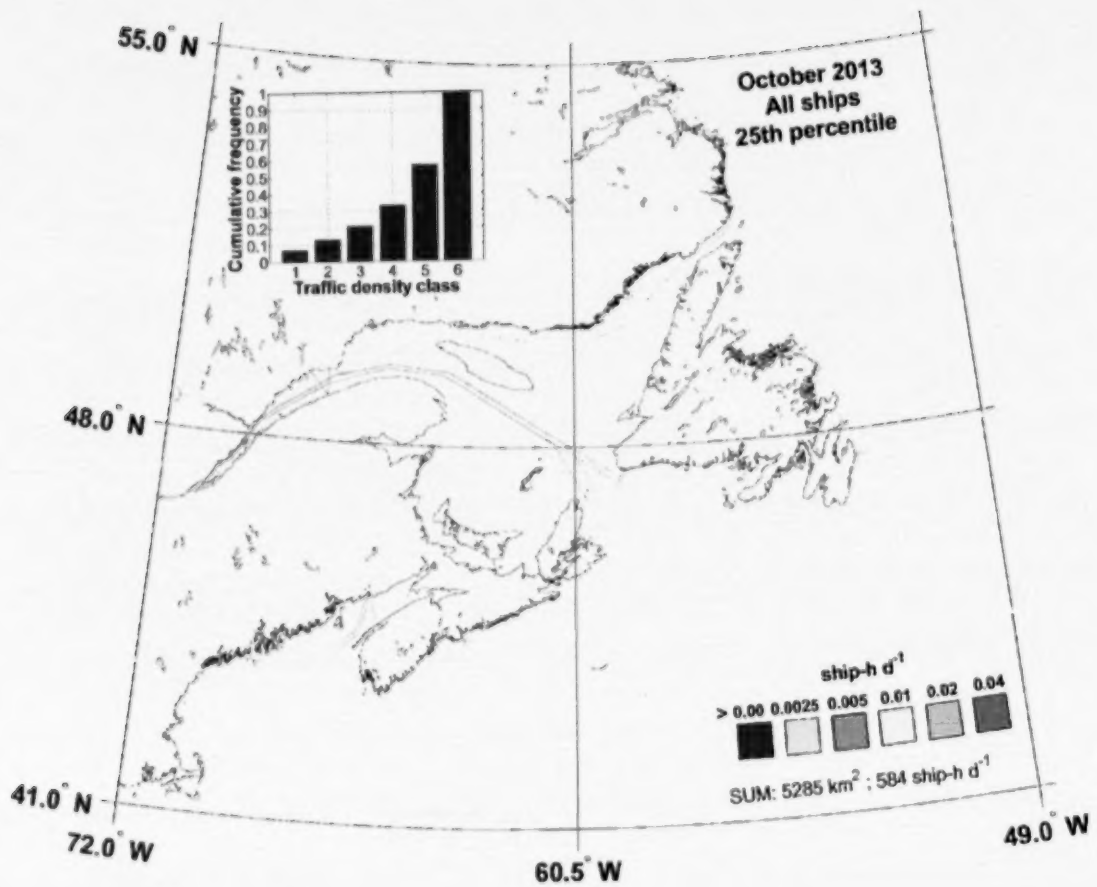 55.0° N
October 2013
All ships
25th percentile
Cumulative frequency
1
0.9
0.8
0.7
0.6
0.5
0.4
0.3
0.2
0.1
0
1 2 3 4 5 6
Traffic density class
48.0° N
ship-h d⁻¹
> 0.00 0.0025 0.005 0.01 0.02 0.04
SUM: 5285 km² ; 584 ship-h d⁻¹
41.0° N
72.0° W
60.5° W
49.0° W